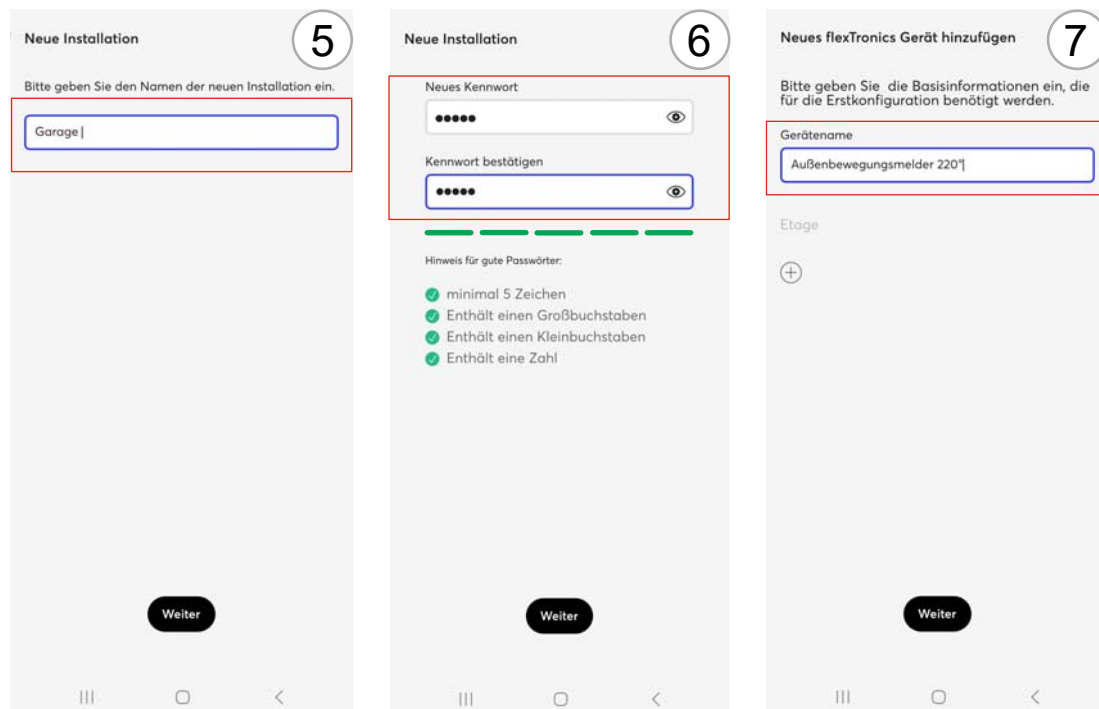 5
Neue Installation
Bitte geben Sie den Namen der neuen Installation ein.
Garage
Weiter
6
Neue Installation
Neues Kennwort
Kennwort bestätigen
Hinweis für gute Passwörter:
minimal 5 Zeichen
Enthält einen Großbuchstaben
Enthält einen Kleinbuchstaben
Enthält eine Zahl
Weiter
7
Neues flexTronics Gerät hinzufügen
Bitte geben Sie die Basisinformationen ein, die
für die Erstkonfiguration benötigt werden.
Gerätename
Außenbewegungsmelder 220°
Etage
Weiter